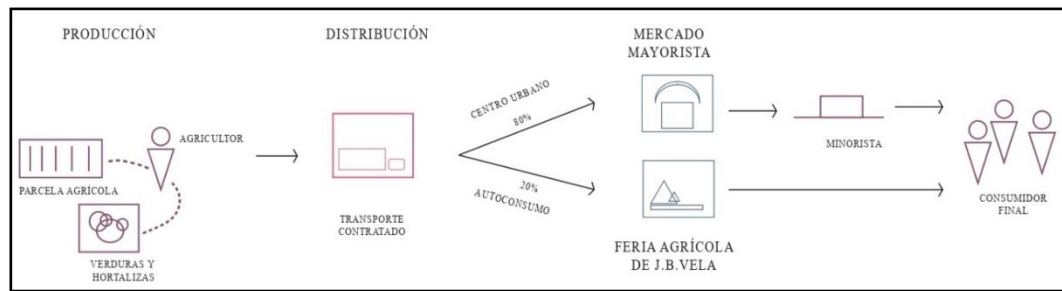 PRODUCCIÓN
DISTRIBUCIÓN
MERCADO
MAYORISTA
AGRICULTOR
PARCELA AGRÍCOLA
VERDURAS Y
HORTALIZAS
TRANSPORTE
CONTRATADO
CENTRO URBANO
80%
20%
AUTOCONSUMO
MINORISTA
FERIA AGRÍCOLA
DE J.B.VELA
CONSUMIDOR
FINAL